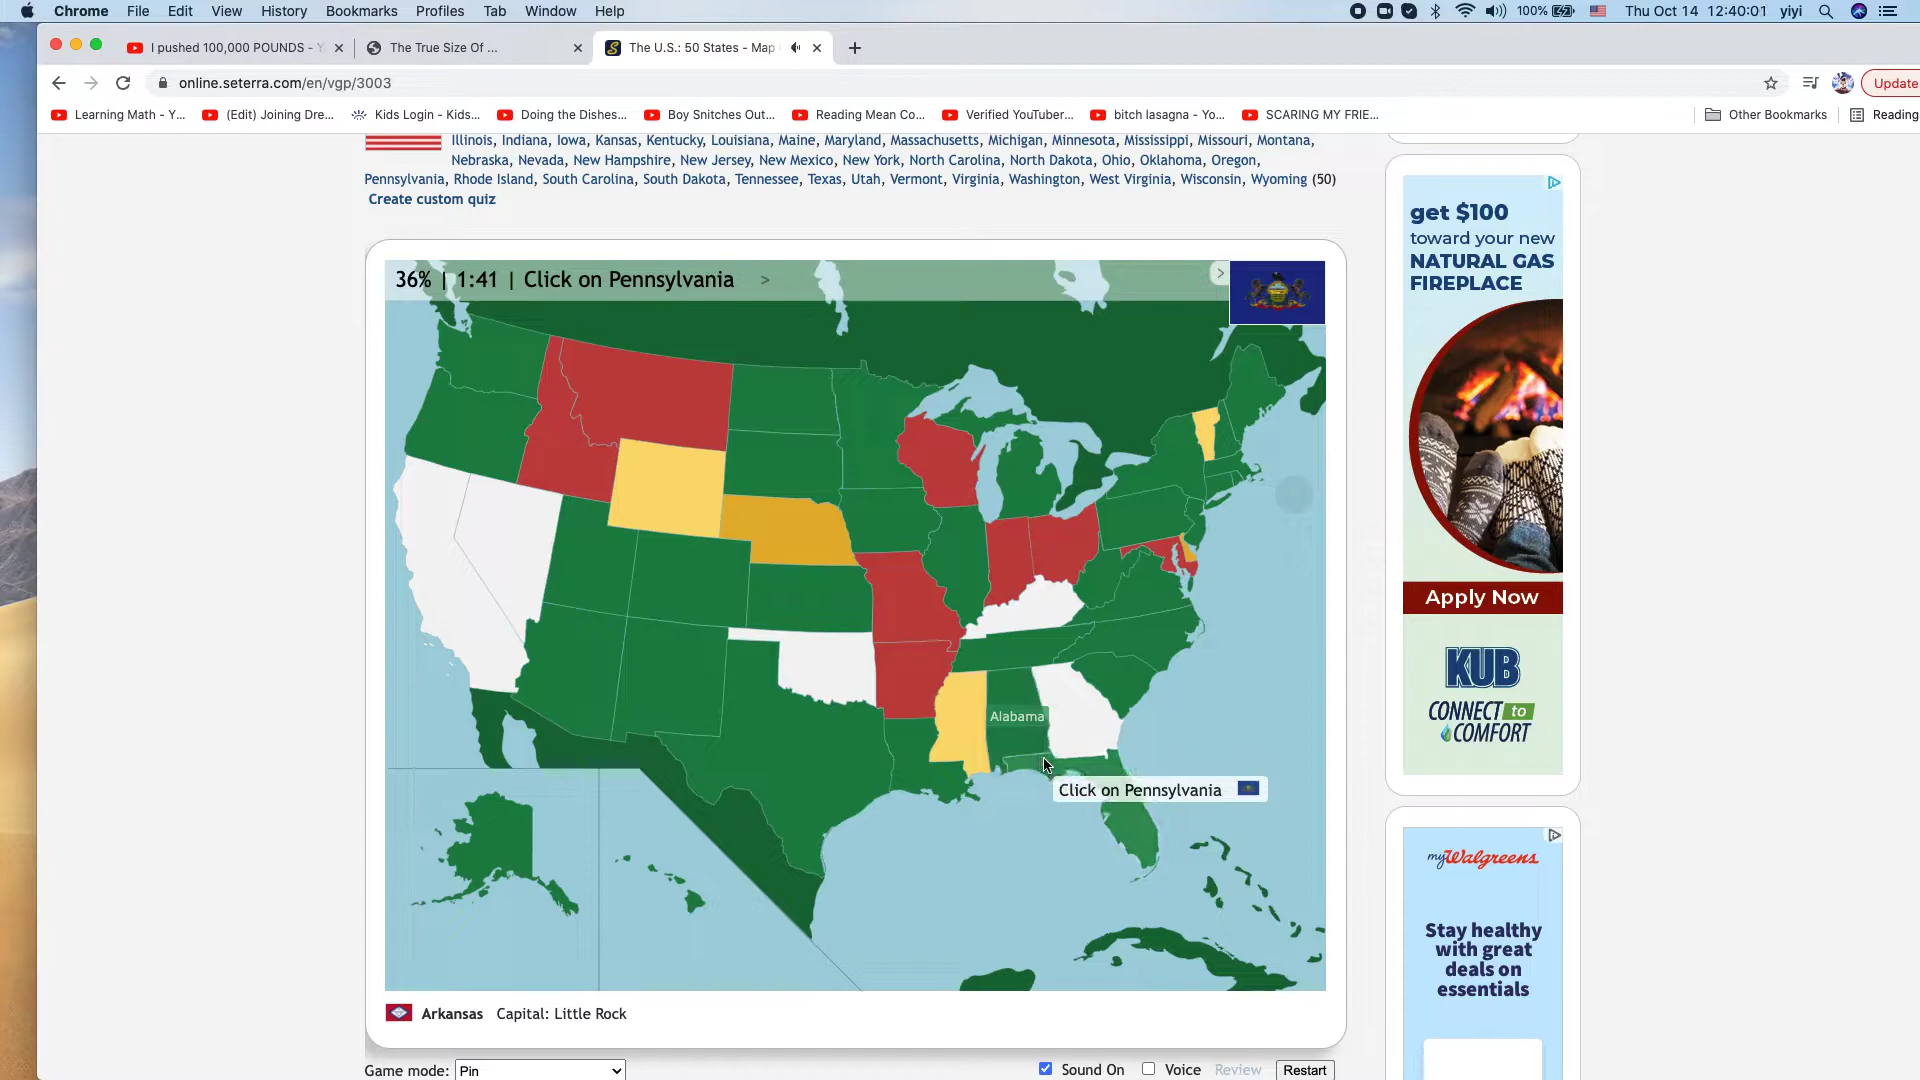 Chrome File Edit View History Bookmarks Profiles Tab Window Help 100% Thu Oct 14 12:40:01 yiyi
I pushed 100,000 POUNDS - Y
The True Size Of ...
The U.S.: 50 States - Map
online.seterra.com/en/vgp/3003
Update
Learning Math - Y...
(Edit) Joining Dre...
Kids Login - Kids...
Doing the Dishes...
Boy Snitches Out...
Reading Mean Co...
Verified YouTuber...
bitch lasagna - Yo...
SCARING MY FRIE...
Other Bookmarks
Reading
Illinois, Indiana, Iowa, Kansas, Kentucky, Louisiana, Maine, Maryland, Massachusetts, Michigan, Minnesota, Mississippi, Missouri, Montana,
Nebraska, Nevada, New Hampshire, New Jersey, New Mexico, New York, North Carolina, North Dakota, Ohio, Oklahoma, Oregon,
Pennsylvania, Rhode Island, South Carolina, South Dakota, Tennessee, Texas, Utah, Vermont, Virginia, Washington, West Virginia, Wisconsin, Wyoming (50)
Create custom quiz
36% | 1:41 | Click on Pennsylvania >
Alabama
Click on Pennsylvania
Arkansas Capital: Little Rock
Game mode: Pin
Sound On
Voice
Review
Restart
get $100
toward your new
NATURAL GAS
FIREPLACE
Apply Now
KUB
CONNECT to
COMFORT
myWalgreens
Stay healthy
with great
deals on
essentials